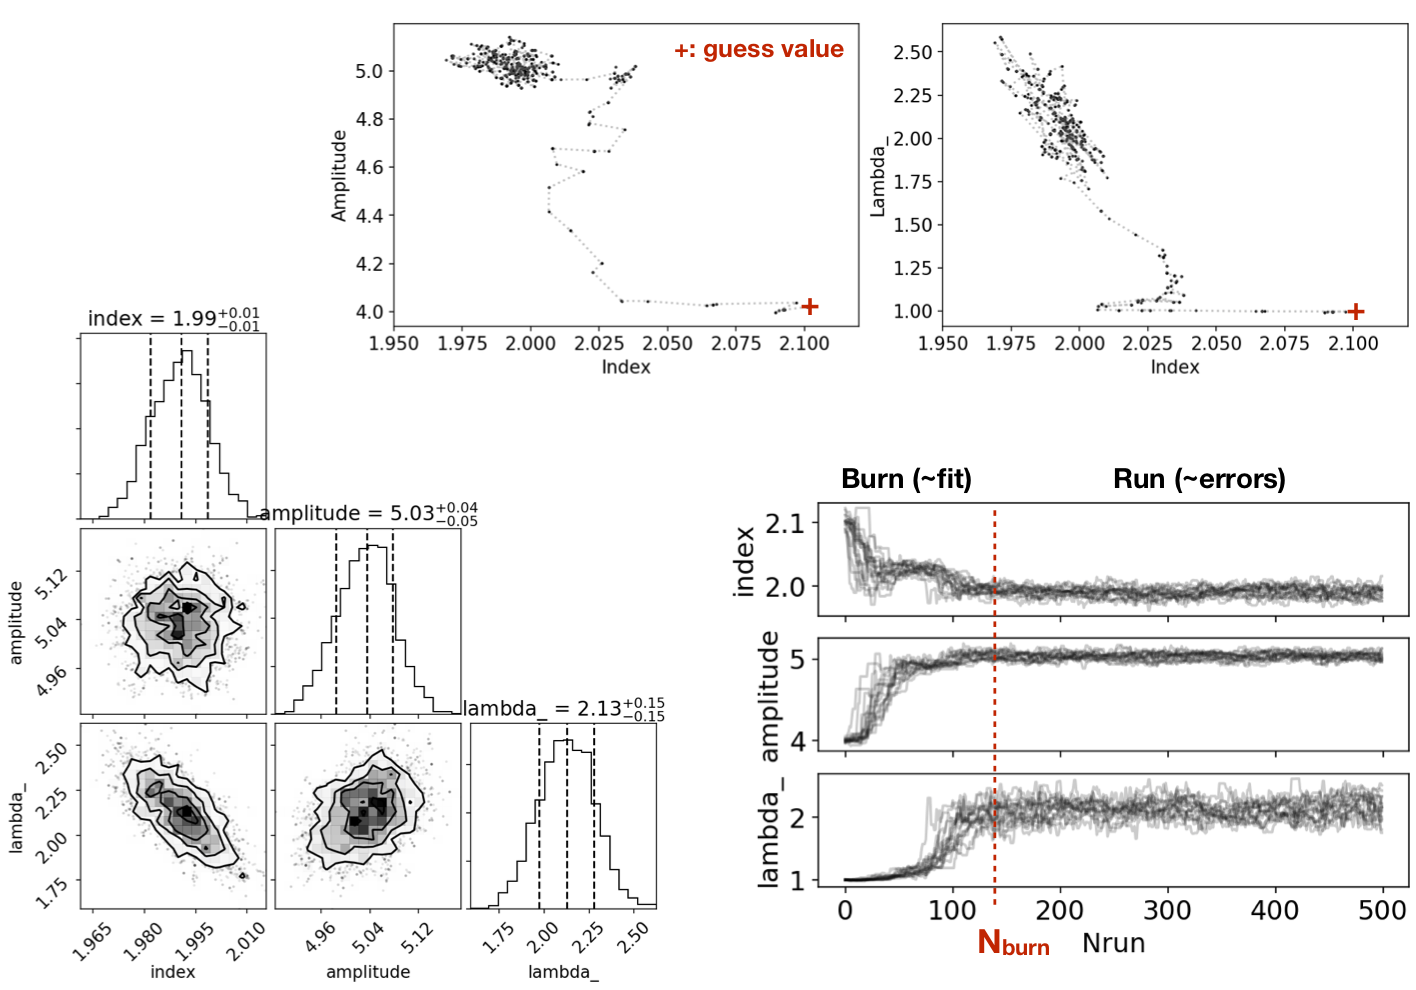 +: guess value
5.0
4.8
4.6
4.4
4.2
4.0
Amplitude
1.950 1.975 2.000 2.025 2.050 2.075 2.100
Index
2.50
2.25
2.00
1.75
1.50
1.25
1.00
Lambda_
1.950 1.975 2.000 2.025 2.050 2.075 2.100
Index
index = 1.99+0.01−0.01
amplitude = 5.03+0.04−0.05
5.12
5.04
4.96
amplitude
lambda_ = 2.13+0.15−0.15
2.50
2.25
2.00
1.75
lambda_
1.965 1.980 1.995 2.010
index
4.96 5.04 5.12
amplitude
1.75 2.00 2.25 2.50
lambda_
Burn (~fit) Run (~errors)
2.1
2.0
index
5
4
amplitude
2
1
lambda_
0 100 200 300 400 500
Nburn Nrun